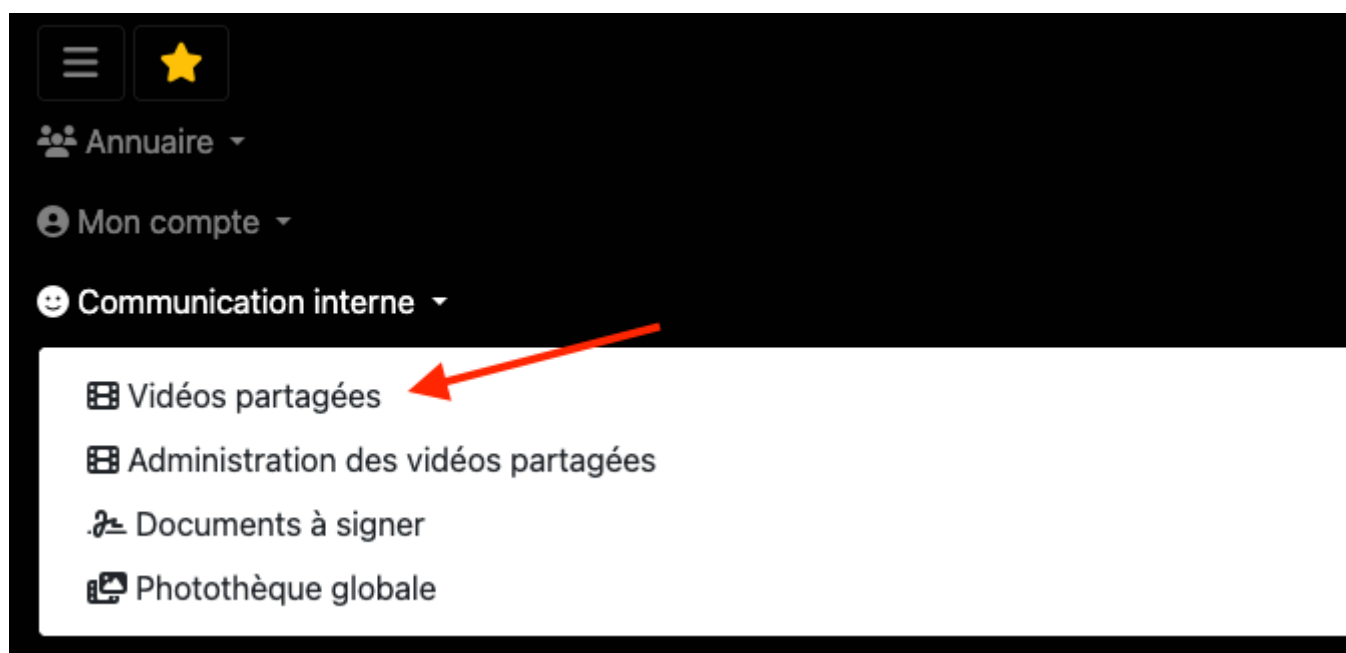 Annuaire
Mon compte
Communication interne
Vidéos partagées
Administration des vidéos partagées
Documents à signer
Photothèque globale